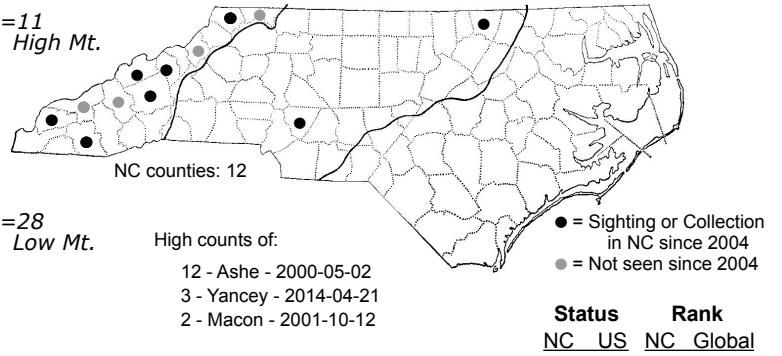 =11
High Mt.
NC counties: 12
=28
Low Mt.
High counts of:
12 - Ashe - 2000-05-02
3 - Yancey - 2014-04-21
2 - Macon - 2001-10-12
● = Sighting or Collection
in NC since 2004
● = Not seen since 2004
Status Rank
NC US NC Global